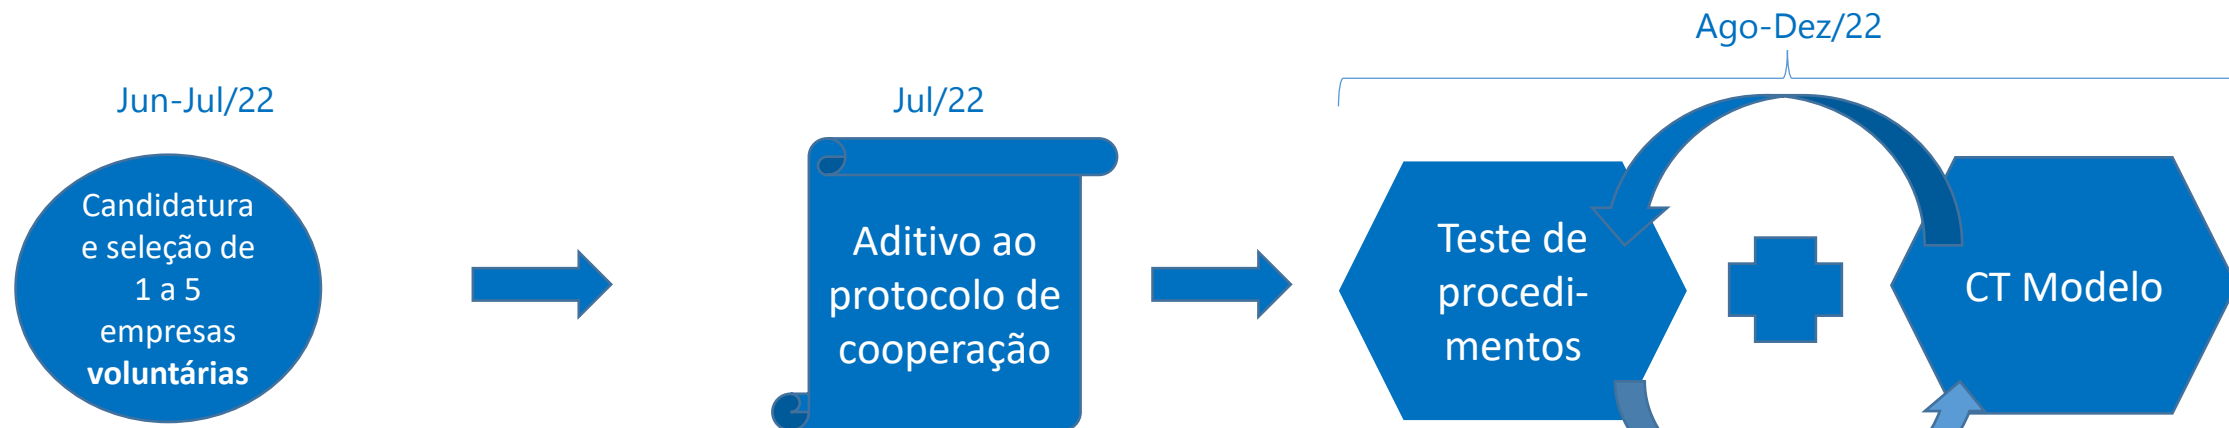 Jun-Jul/22
Candidatura
e seleção de
1 a 5
empresas
voluntárias
Jul/22
Aditivo ao
protocolo de
cooperação
Ago-Dez/22
Teste de
procedi-
mentos
CT Modelo